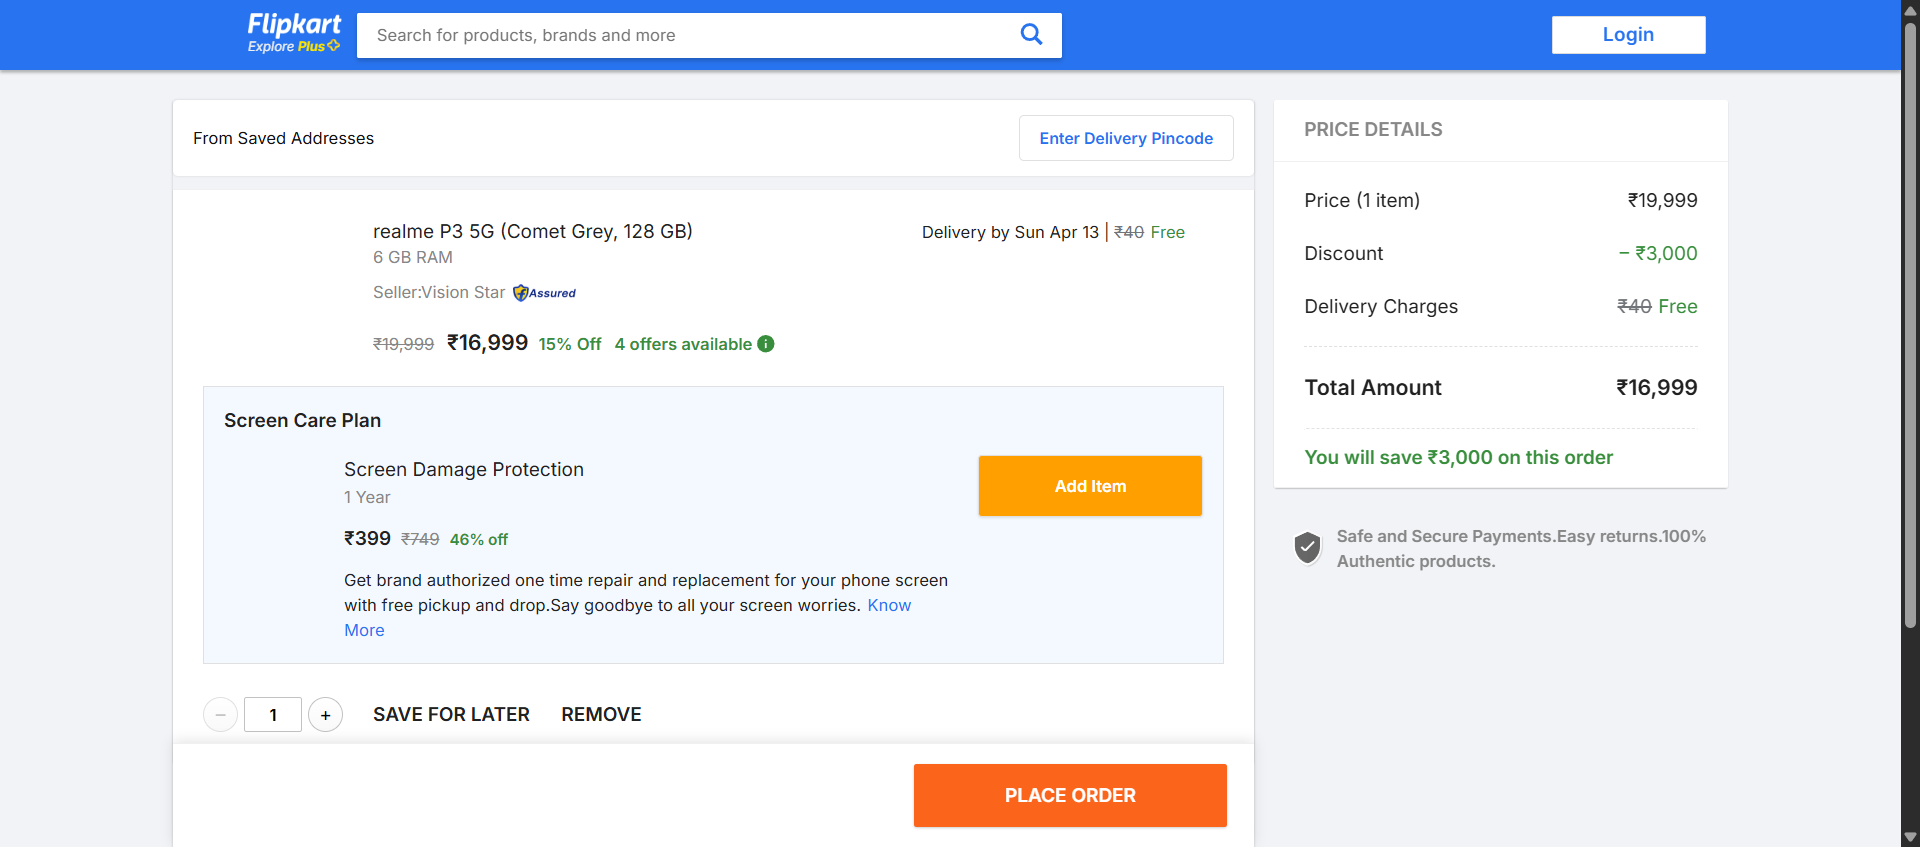 Flipkart
Explore Plus
Search for products, brands and more
Login
From Saved Addresses
Enter Delivery Pincode
realme P3 5G (Comet Grey, 128 GB)
6 GB RAM
Seller:Vision Star
Assured
Delivery by Sun Apr 13 | ₹40 Free
₹19,999 ₹16,999 15% Off 4 offers available
Screen Care Plan
Screen Damage Protection
1 Year
₹399 ₹749 46% off
Get brand authorized one time repair and replacement for your phone screen
with free pickup and drop.Say goodbye to all your screen worries. Know
More
Add Item
− 1 +
SAVE FOR LATER
REMOVE
PLACE ORDER
PRICE DETAILS
Price (1 item) ₹19,999
Discount − ₹3,000
Delivery Charges ₹40 Free
Total Amount ₹16,999
You will save ₹3,000 on this order
Safe and Secure Payments.Easy returns.100%
Authentic products.